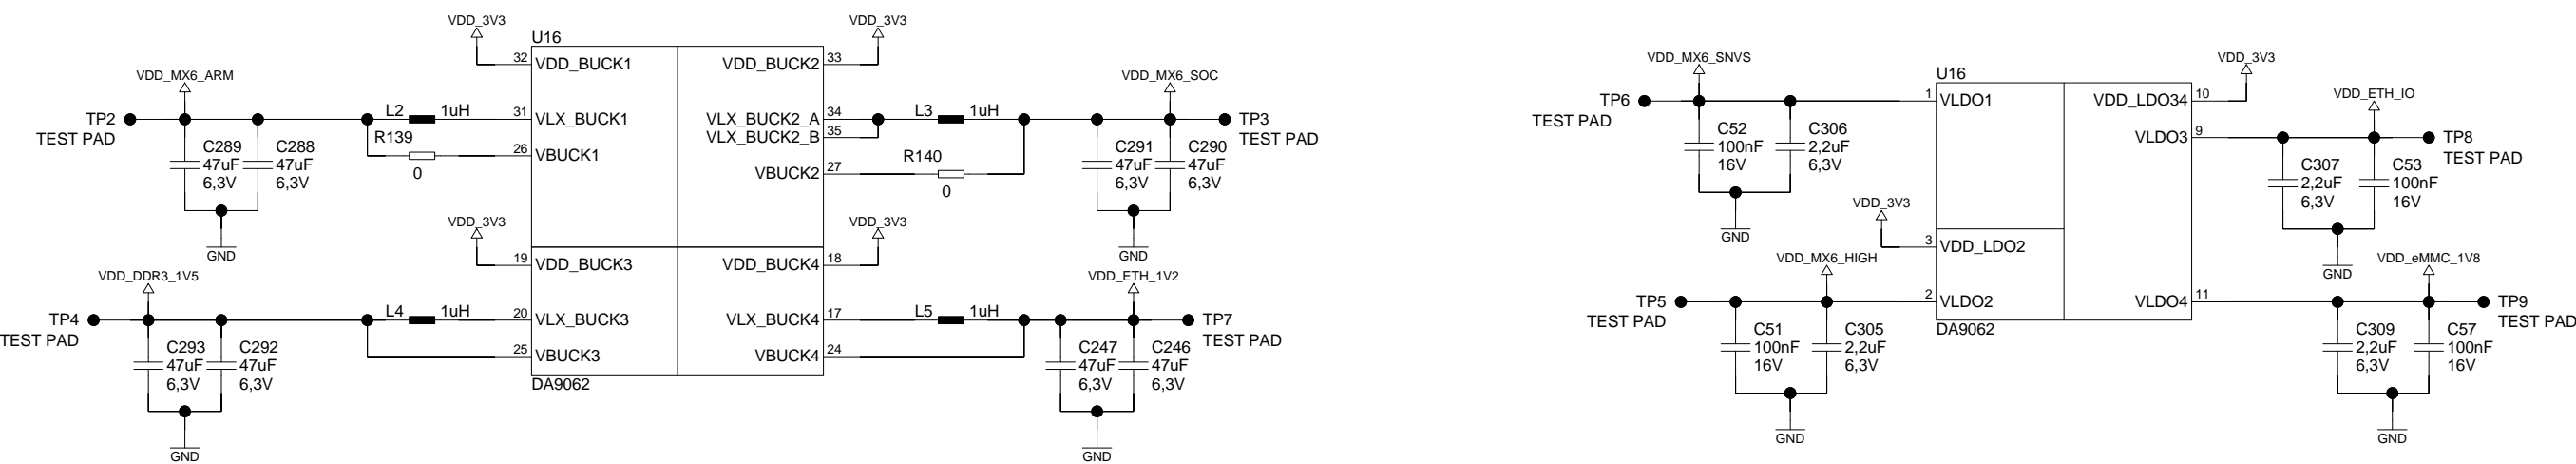 VDD_3V3
VDD_3V3
U16
32 VDD_BUCK1
VDD_BUCK2 33
VDD_MX6_ARM
VDD_MX6_SOC
TP2
TEST PAD
L2 1uH
31 VLX_BUCK1
VLX_BUCK2_A 34
VLX_BUCK2_B 35
L3 1uH
TP3
TEST PAD
R139
0
26 VBUCK1
VBUCK2 27
R140
0
C289
47uF
6,3V
C288
47uF
6,3V
C291
47uF
6,3V
C290
47uF
6,3V
GND
GND
VDD_3V3
VDD_3V3
19 VDD_BUCK3
VDD_BUCK4 18
VDD_DDR3_1V5
VDD_ETH_1V2
TP4
TEST PAD
L4 1uH
20 VLX_BUCK3
VLX_BUCK4 17
L5 1uH
TP7
TEST PAD
25 VBUCK3
VBUCK4 24
C293
47uF
6,3V
C292
47uF
6,3V
C247
47uF
6,3V
C246
47uF
6,3V
DA9062
GND
GND
VDD_MX6_SNVS
VDD_3V3
U16
TP6
TEST PAD
1 VLDO1
VDD_LDO34 10
VDD_ETH_IO
VLDO3 9
TP8
TEST PAD
C52
100nF
16V
C306
2,2uF
6,3V
C307
2,2uF
6,3V
C53
100nF
16V
GND
GND
VDD_3V3
3 VDD_LDO2
VDD_MX6_HIGH
VDD_eMMC_1V8
TP5
TEST PAD
2 VLDO2
VLDO4 11
TP9
TEST PAD
C51
100nF
16V
C305
2,2uF
6,3V
DA9062
C309
2,2uF
6,3V
C57
100nF
16V
GND
GND